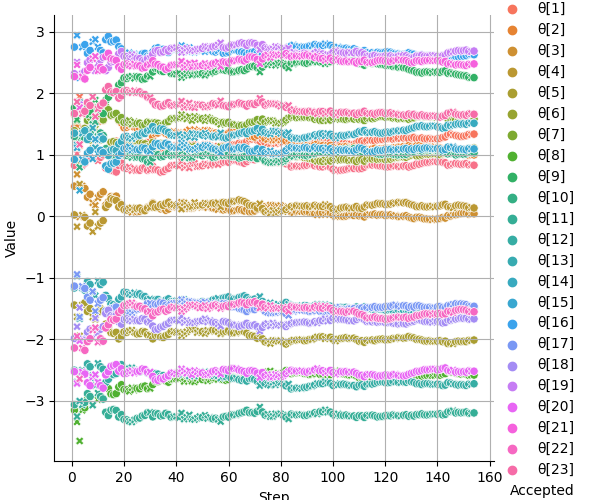 3
2
1
0
−1
−2
−3
Value
0
20
40
60
80
100
120
140
160
Step
θ[1]
θ[2]
θ[3]
θ[4]
θ[5]
θ[6]
θ[7]
θ[8]
θ[9]
θ[10]
θ[11]
θ[12]
θ[13]
θ[14]
θ[15]
θ[16]
θ[17]
θ[18]
θ[19]
θ[20]
θ[21]
θ[22]
θ[23]
Accepted